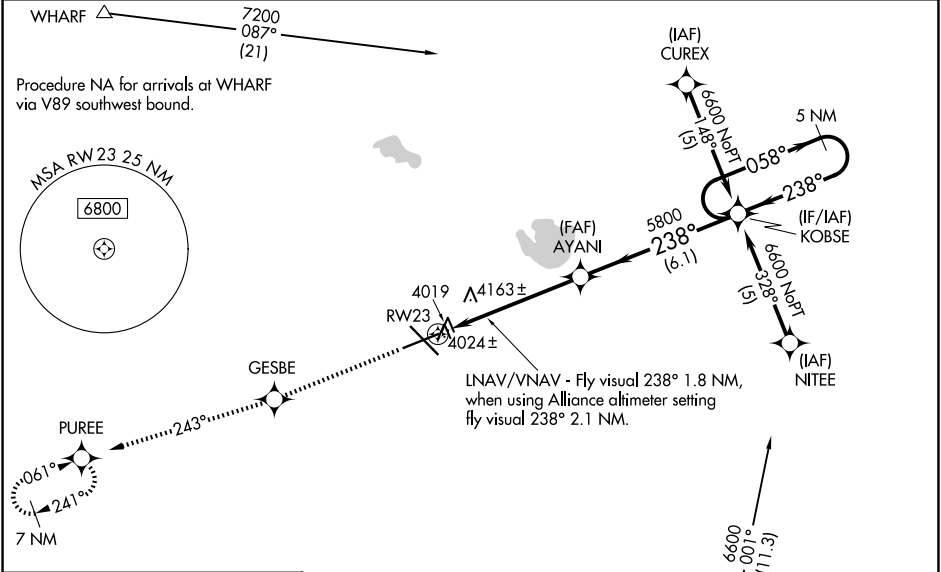 WHARF
7200
087°
(21)
Procedure NA for arrivals at WHARF
via V89 southwest bound.
MSA RW23 25 NM
6800
(IAF)
CUREX
6600 NoPT
148°
(5)
5 NM
058°
238°
(IF/IAF)
KOBSE
5800
238°
(6.1)
(FAF)
AYANI
6600 NoPT
328°
(5)
(IAF)
NITEE
4019
4163±
RW23
4024±
LNAV/VNAV - Fly visual 238° 1.8 NM,
when using Alliance altimeter setting
fly visual 238° 2.1 NM.
GESBE
243°
PUREE
061°
241°
7 NM
6600
001°
(11.3)